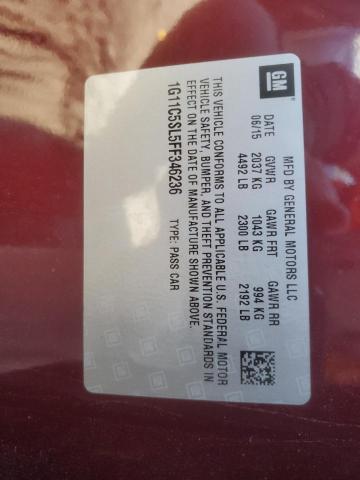 GM
MFD BY GENERAL MOTORS LLC
DATE GVWR GAWR FRT GAWR RR
06/15 2037 KG 1043 KG 994 KG
4492 LB 2300 LB 2192 LB
THIS VEHICLE CONFORMS TO ALL APPLICABLE U.S. FEDERAL MOTOR
VEHICLE SAFETY, BUMPER, AND THEFT PREVENTION STANDARDS IN
EFFECT ON THE DATE OF MANUFACTURE SHOWN ABOVE.
1G11C5SL5FF346236 TYPE: PASS CAR